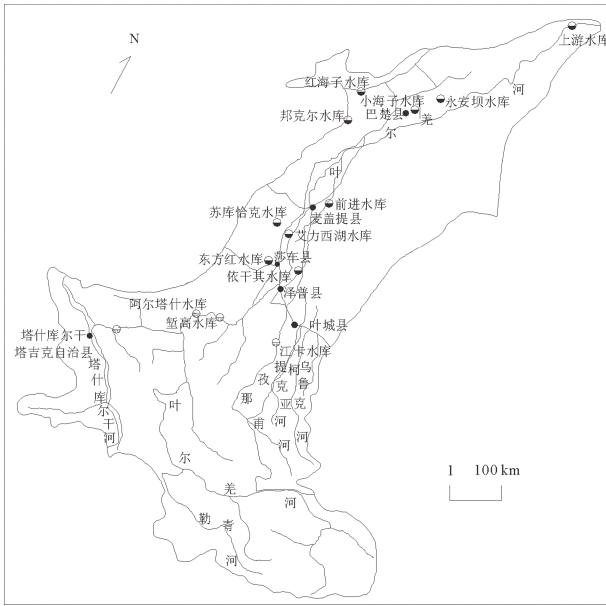 N
上游水库
红海子水库
小海子水库
永安坝水库
巴楚县
邦克尔水库
河
羌
尔
叶
前进水库
麦盖提县
苏库恰克水库
艾力西湖水库
东方红水库
莎车县
依干其水库
泽普县
阿尔塔什水库
堑高水库
叶城县
塔什库尔干
塔吉克自治县
江卡水库
塔什库尔干河
提孜那甫河
柯克亚河
乌鲁克河
叶
尔
羌
河
勒青河
1 100 km